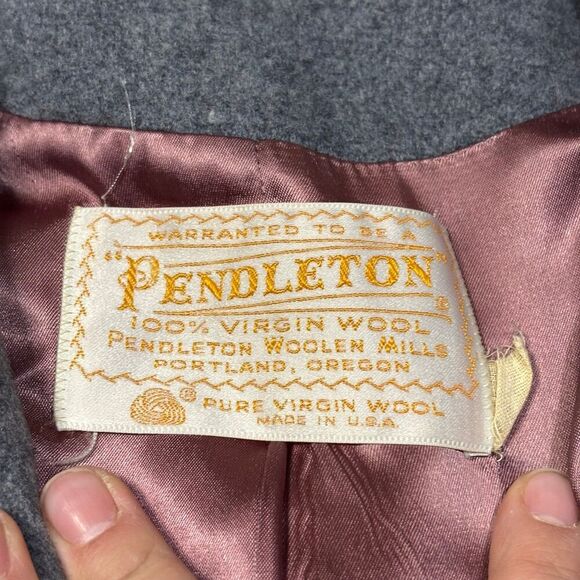 WARRANTED TO BE A
"PENDLETON"®
100% VIRGIN WOOL
PENDLETON WOOLEN MILLS
PORTLAND, OREGON
® PURE VIRGIN WOOL
MADE IN U.S.A.